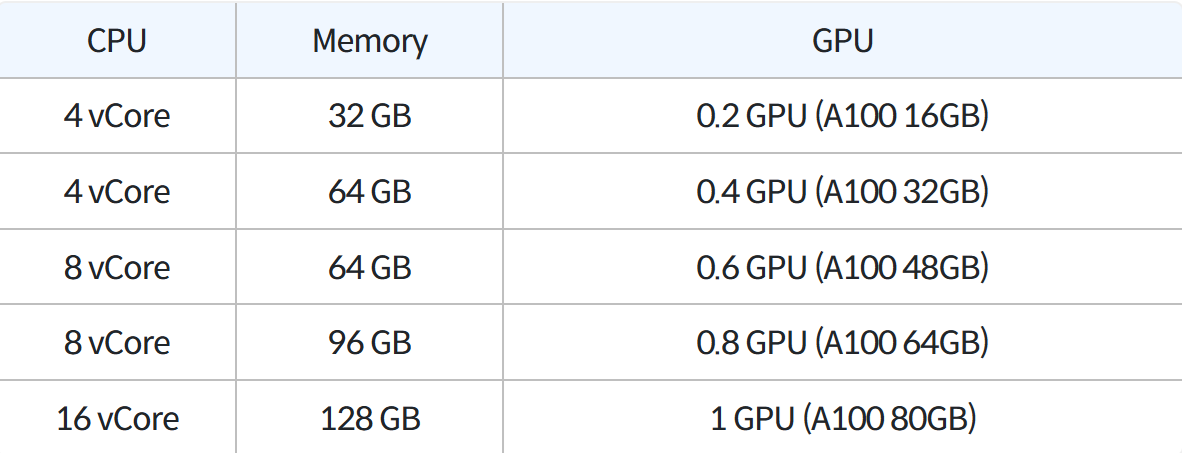 CPU Memory GPU
4 vCore 32 GB 0.2 GPU (A100 16GB)
4 vCore 64 GB 0.4 GPU (A100 32GB)
8 vCore 64 GB 0.6 GPU (A100 48GB)
8 vCore 96 GB 0.8 GPU (A100 64GB)
16 vCore 128 GB 1 GPU (A100 80GB)